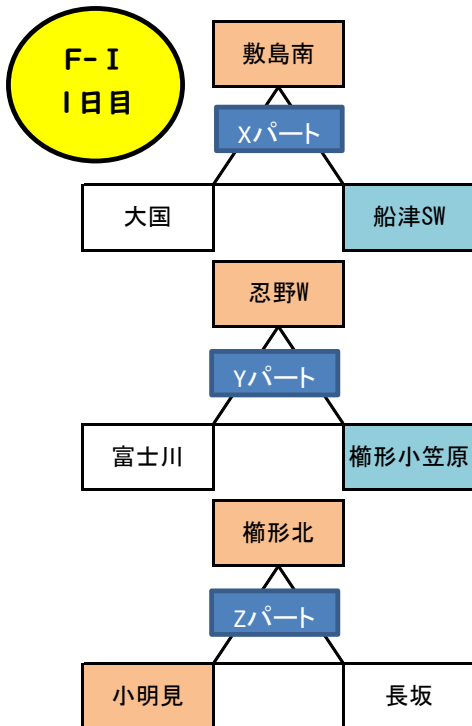 F-Ⅰ
1日目
敷島南
Xパート
大国
船津SW
忍野W
Yパート
富士川
櫛形小笠原
櫛形北
Zパート
小明見
長坂